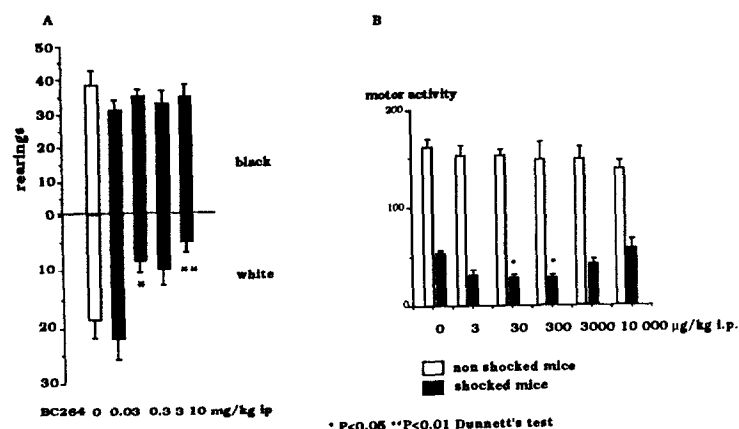 A
B
50
40
30
20
10
0
10
20
30
rearings
black
white
*
**
BC264 0 0.03 0.3 3 10 mg/kg ip
motor activity
200
100
0
*
*
0 3 30 300 3000 10 000 µg/kg i.p.
non shocked mice
shocked mice
* P<0.05 **P<0.01 Dunnett's test